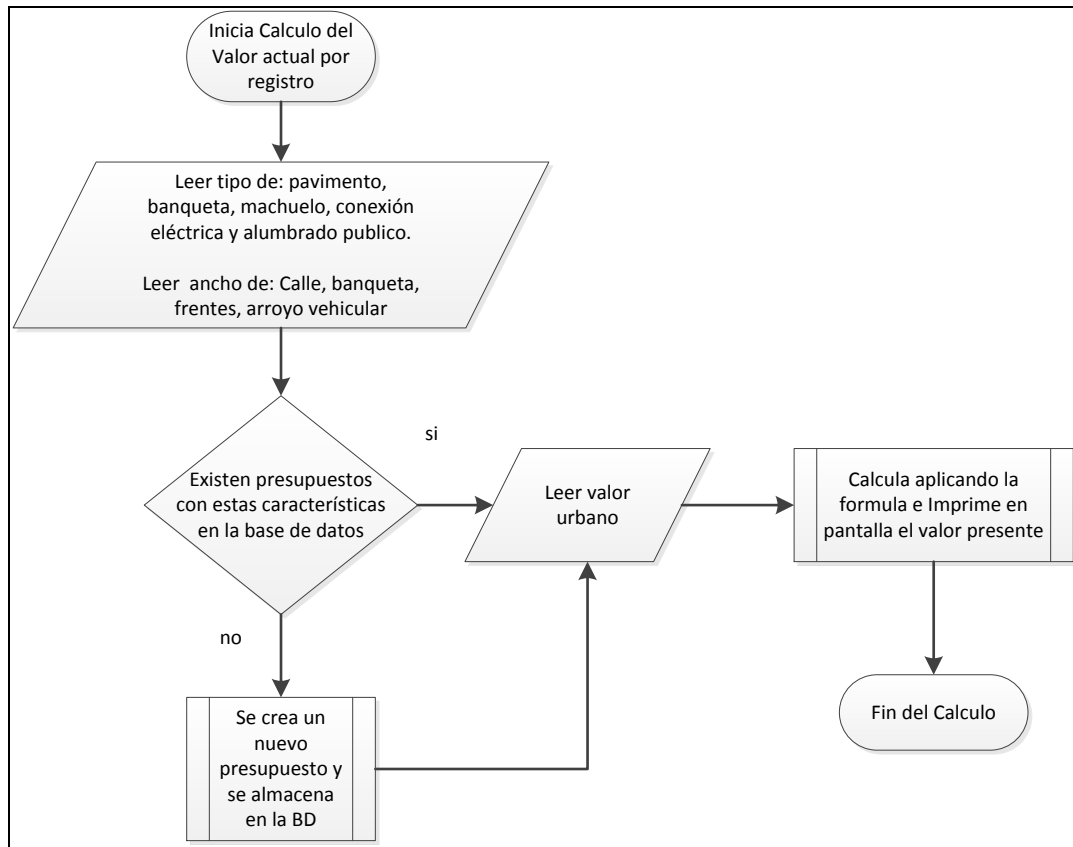 Inicia Calculo del
Valor actual por
registro
Leer tipo de: pavimento,
banqueta, machuelo, conexión
eléctrica y alumbrado publico.
Leer ancho de: Calle, banqueta,
frentes, arroyo vehicular
si
Existen presupuestos
con estas características
en la base de datos
Leer valor
urbano
Calcula aplicando la
formula e Imprime en
pantalla el valor presente
no
Se crea un
nuevo
presupuesto y
se almacena
en la BD
Fin del Calculo